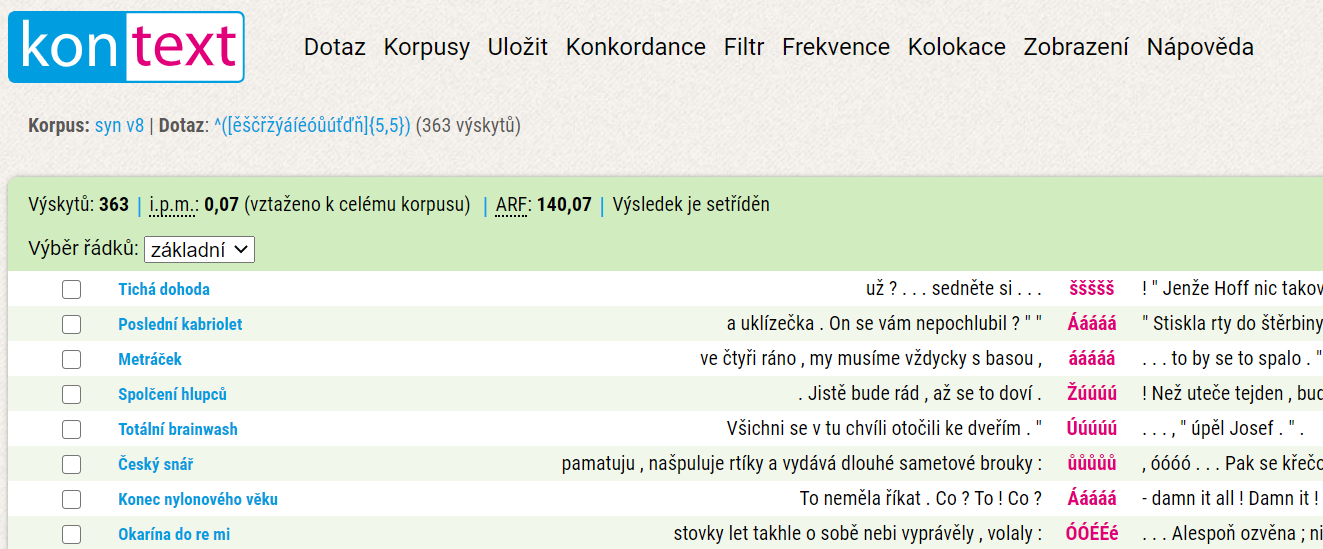 kontext Dotaz Korpusy Uložit Konkordance Filtr Frekvence Kolokace Zobrazení Nápověda
Korpus: syn v8 | Dotaz: ^([ěščřžýáíéóůúťďň]{5,5}) (363 výskytů)
Výskytů: 363 | i.p.m.: 0,07 (vztaženo k celému korpusu) | ARF: 140,07 | Výsledek je setříděn
Výběr řádků: základní
Tichá dohoda už ? . . . sedněte si . . . ššššš ! " Jenže Hoff nic takov
Poslední kabriolet a uklízečka . On se vám nepochlubil ? " " Ááááá " Stiskla rty do štěrbiny
Metráček ve čtyři ráno , my musíme vždycky s basou , ááááá . . . to by se to spalo . "
Spolčení hlupců . Jistě bude rád , až se to doví . Žúúúú ! Než uteče tejden , bud
Totální brainwash Všichni se v tu chvíli otočili ke dveřím . " Úúúúú . . . , " úpěl Josef . " .
Český snář pamatuju , našpuluje rtíky a vydává dlouhé sametové brouky : ůůůůů , óóóó . . . Pak se křečo
Konec nylonového věku To neměla říkat . Co ? To ! Co ? Ááááá - damn it all ! Damn it !
Okarína do re mi stovky let takhle o sobě nebi vyprávěly , volaly : ÓÓÉÉé . . . Alespoň ozvěna ; ni